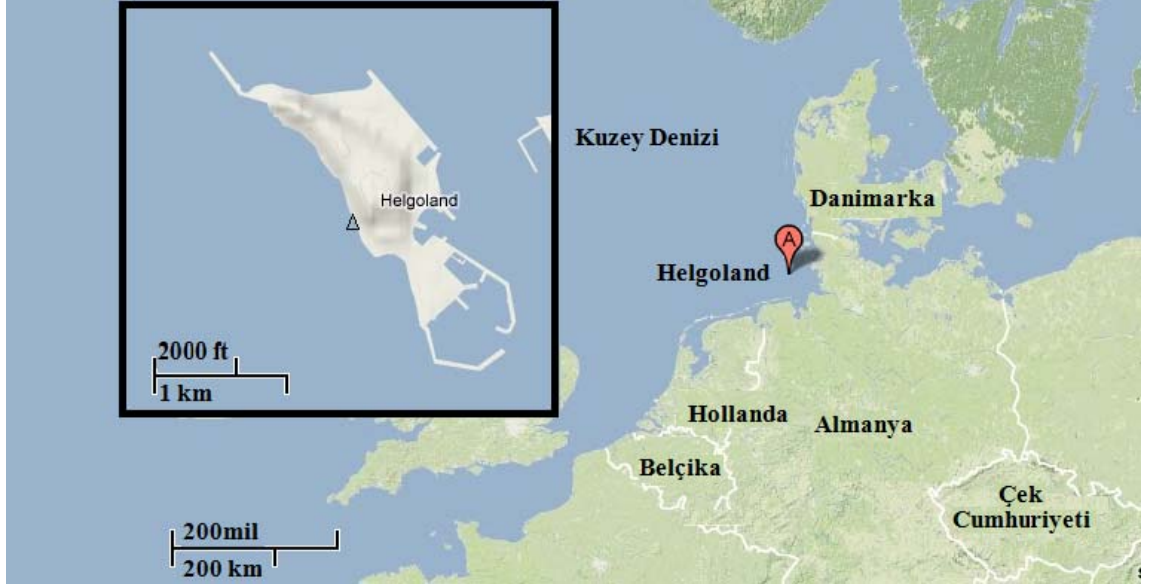 Helgoland
2000 ft
1 km
Kuzey Denizi
Danimarka
A
Helgoland
Hollanda
Almanya
Belçika
Çek
Cumhuriyeti
200mil
200 km